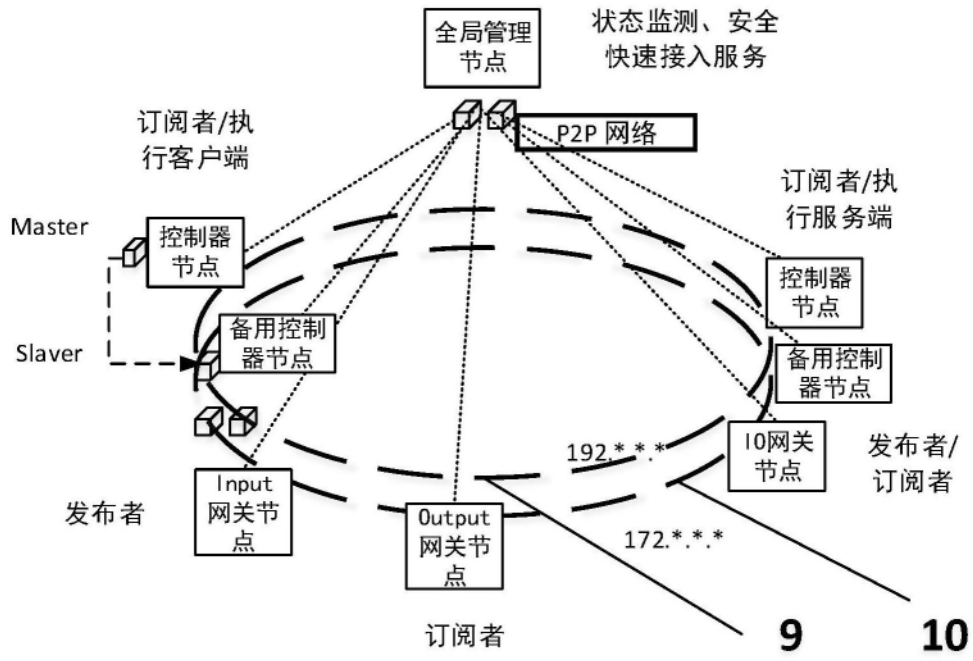 全局管理
节点
状态监测、安全
快速接入服务
P2P 网络
订阅者/执
行客户端
订阅者/执
行服务端
Master
控制器
节点
控制器
节点
Slaver
备用控制
器节点
备用控制
器节点
IO网关
节点
发布者/
订阅者
192.*.*.*
发布者
Input
网关节
点
Output
网关节
点
172.*.*.*
订阅者
9
10